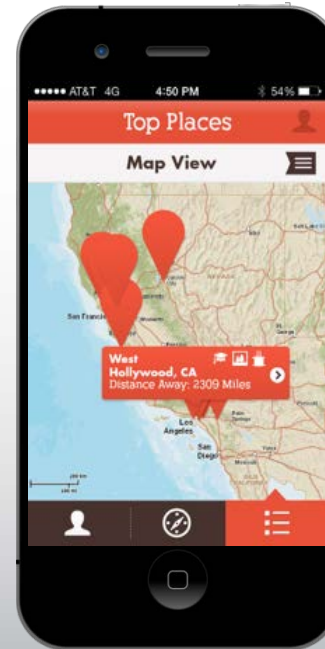 AT&T 4G 4:50 PM 54%
Top Places
Map View
San Francisco
West
Hollywood, CA
Distance Away: 2309 Miles
Los
Angeles
San
Diego